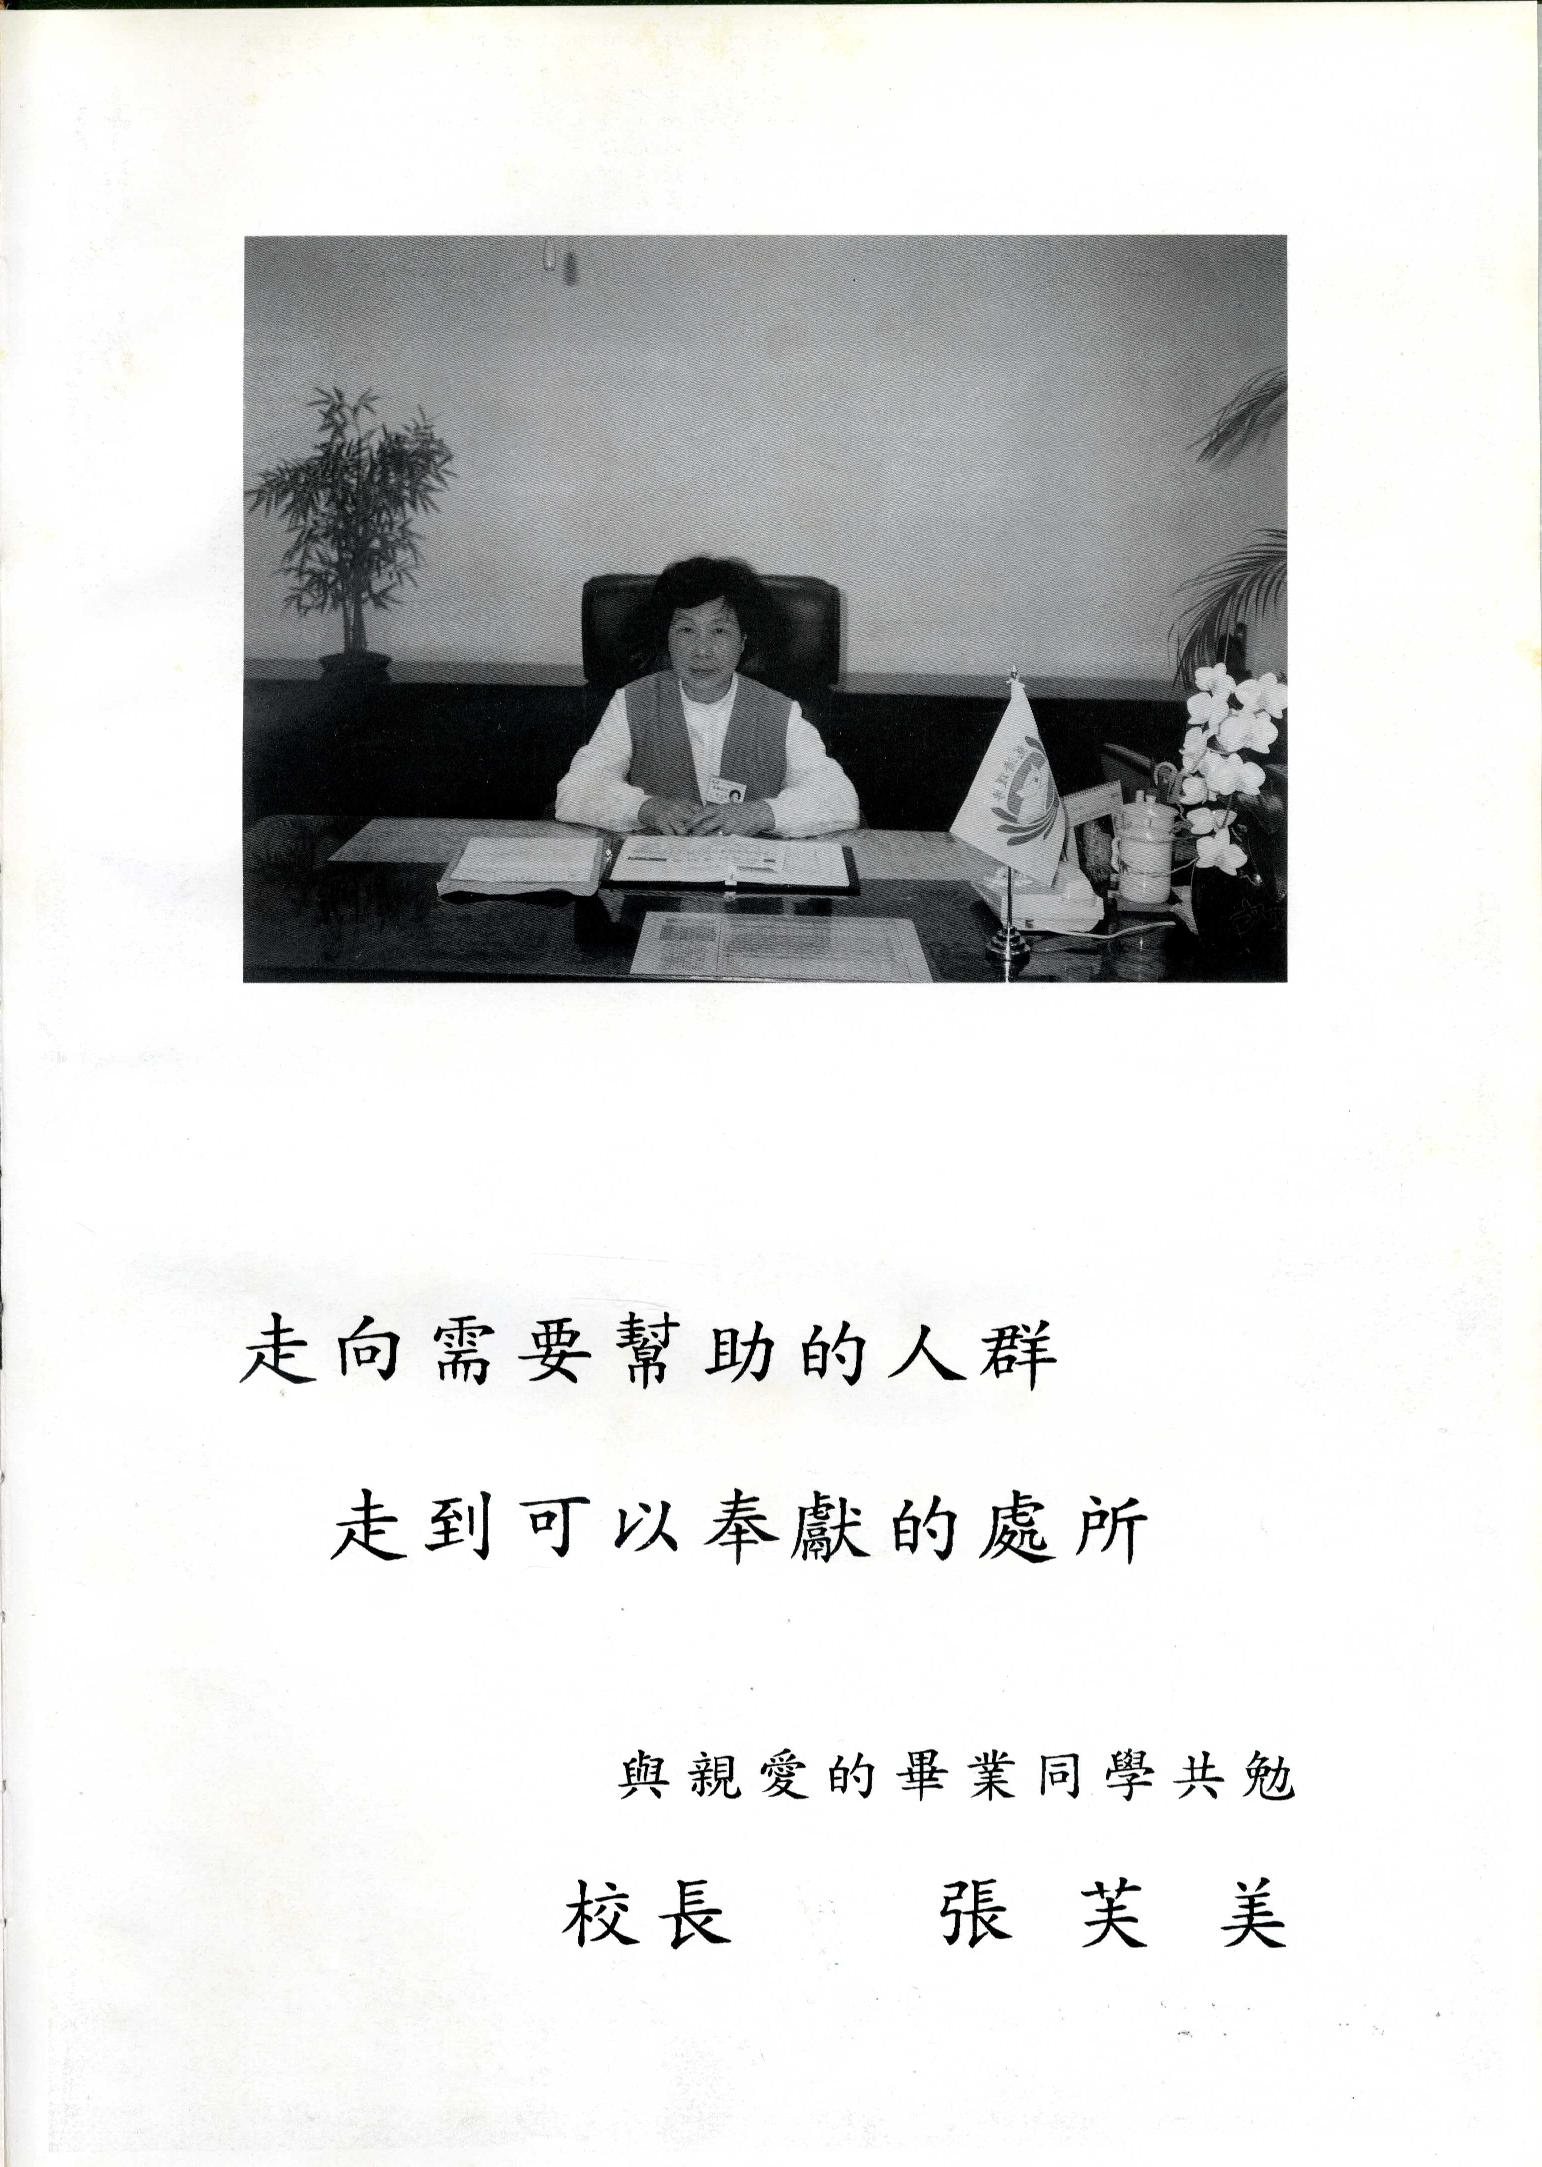 走向需要幫助的人群
走到可以奉獻的處所
與親愛的畢業同學共勉
校長 張芙美